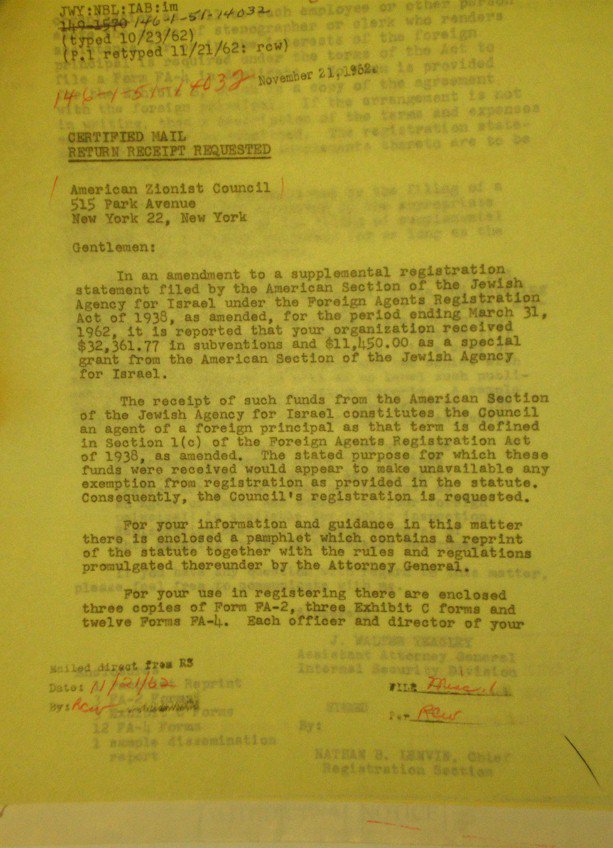 JWY:NBL:IAB:im
149-1570 146-1-51-14032
(typed 10/23/62)
(P.1 retyped 11/21/62: rcw)
146-1-51-14032
November 21, 1962.
CERTIFIED MAIL
RETURN RECEIPT REQUESTED
American Zionist Council
515 Park Avenue
New York 22, New York
Gentlemen:
In an amendment to a supplemental registration
statement filed by the American Section of the Jewish
Agency for Israel under the Foreign Agents Registration
Act of 1938, as amended, for the period ending March 31,
1962, it is reported that your organization received
$32,361.77 in subventions and $11,450.00 as a special
grant from the American Section of the Jewish Agency
for Israel.
The receipt of such funds from the American Section
of the Jewish Agency for Israel constitutes the Council
an agent of a foreign principal as that term is defined
in Section 1(c) of the Foreign Agents Registration Act
of 1938, as amended. The stated purpose for which these
funds were received would appear to make unavailable any
exemption from registration as provided in the statute.
Consequently, the Council's registration is requested.
For your information and guidance in this matter
there is enclosed a pamphlet which contains a reprint
of the statute together with the rules and regulations
promulgated thereunder by the Attorney General.
For your use in registering there are enclosed
three copies of Form FA-2, three Exhibit C forms and
twelve Forms FA-4. Each officer and director of your
J. WALTER YEAGLEY
Assistant Attorney General
Internal Security Division
Mailed direct from RS
Date: 11/21/62
By: RCW
FILE
Per RCW
Reprint
FA-2 Forms
Exhibit C Forms
12 FA-4 Forms
1 sample dissemination
report
By:
NATHAN B. LENVIN, Chief
Registration Section